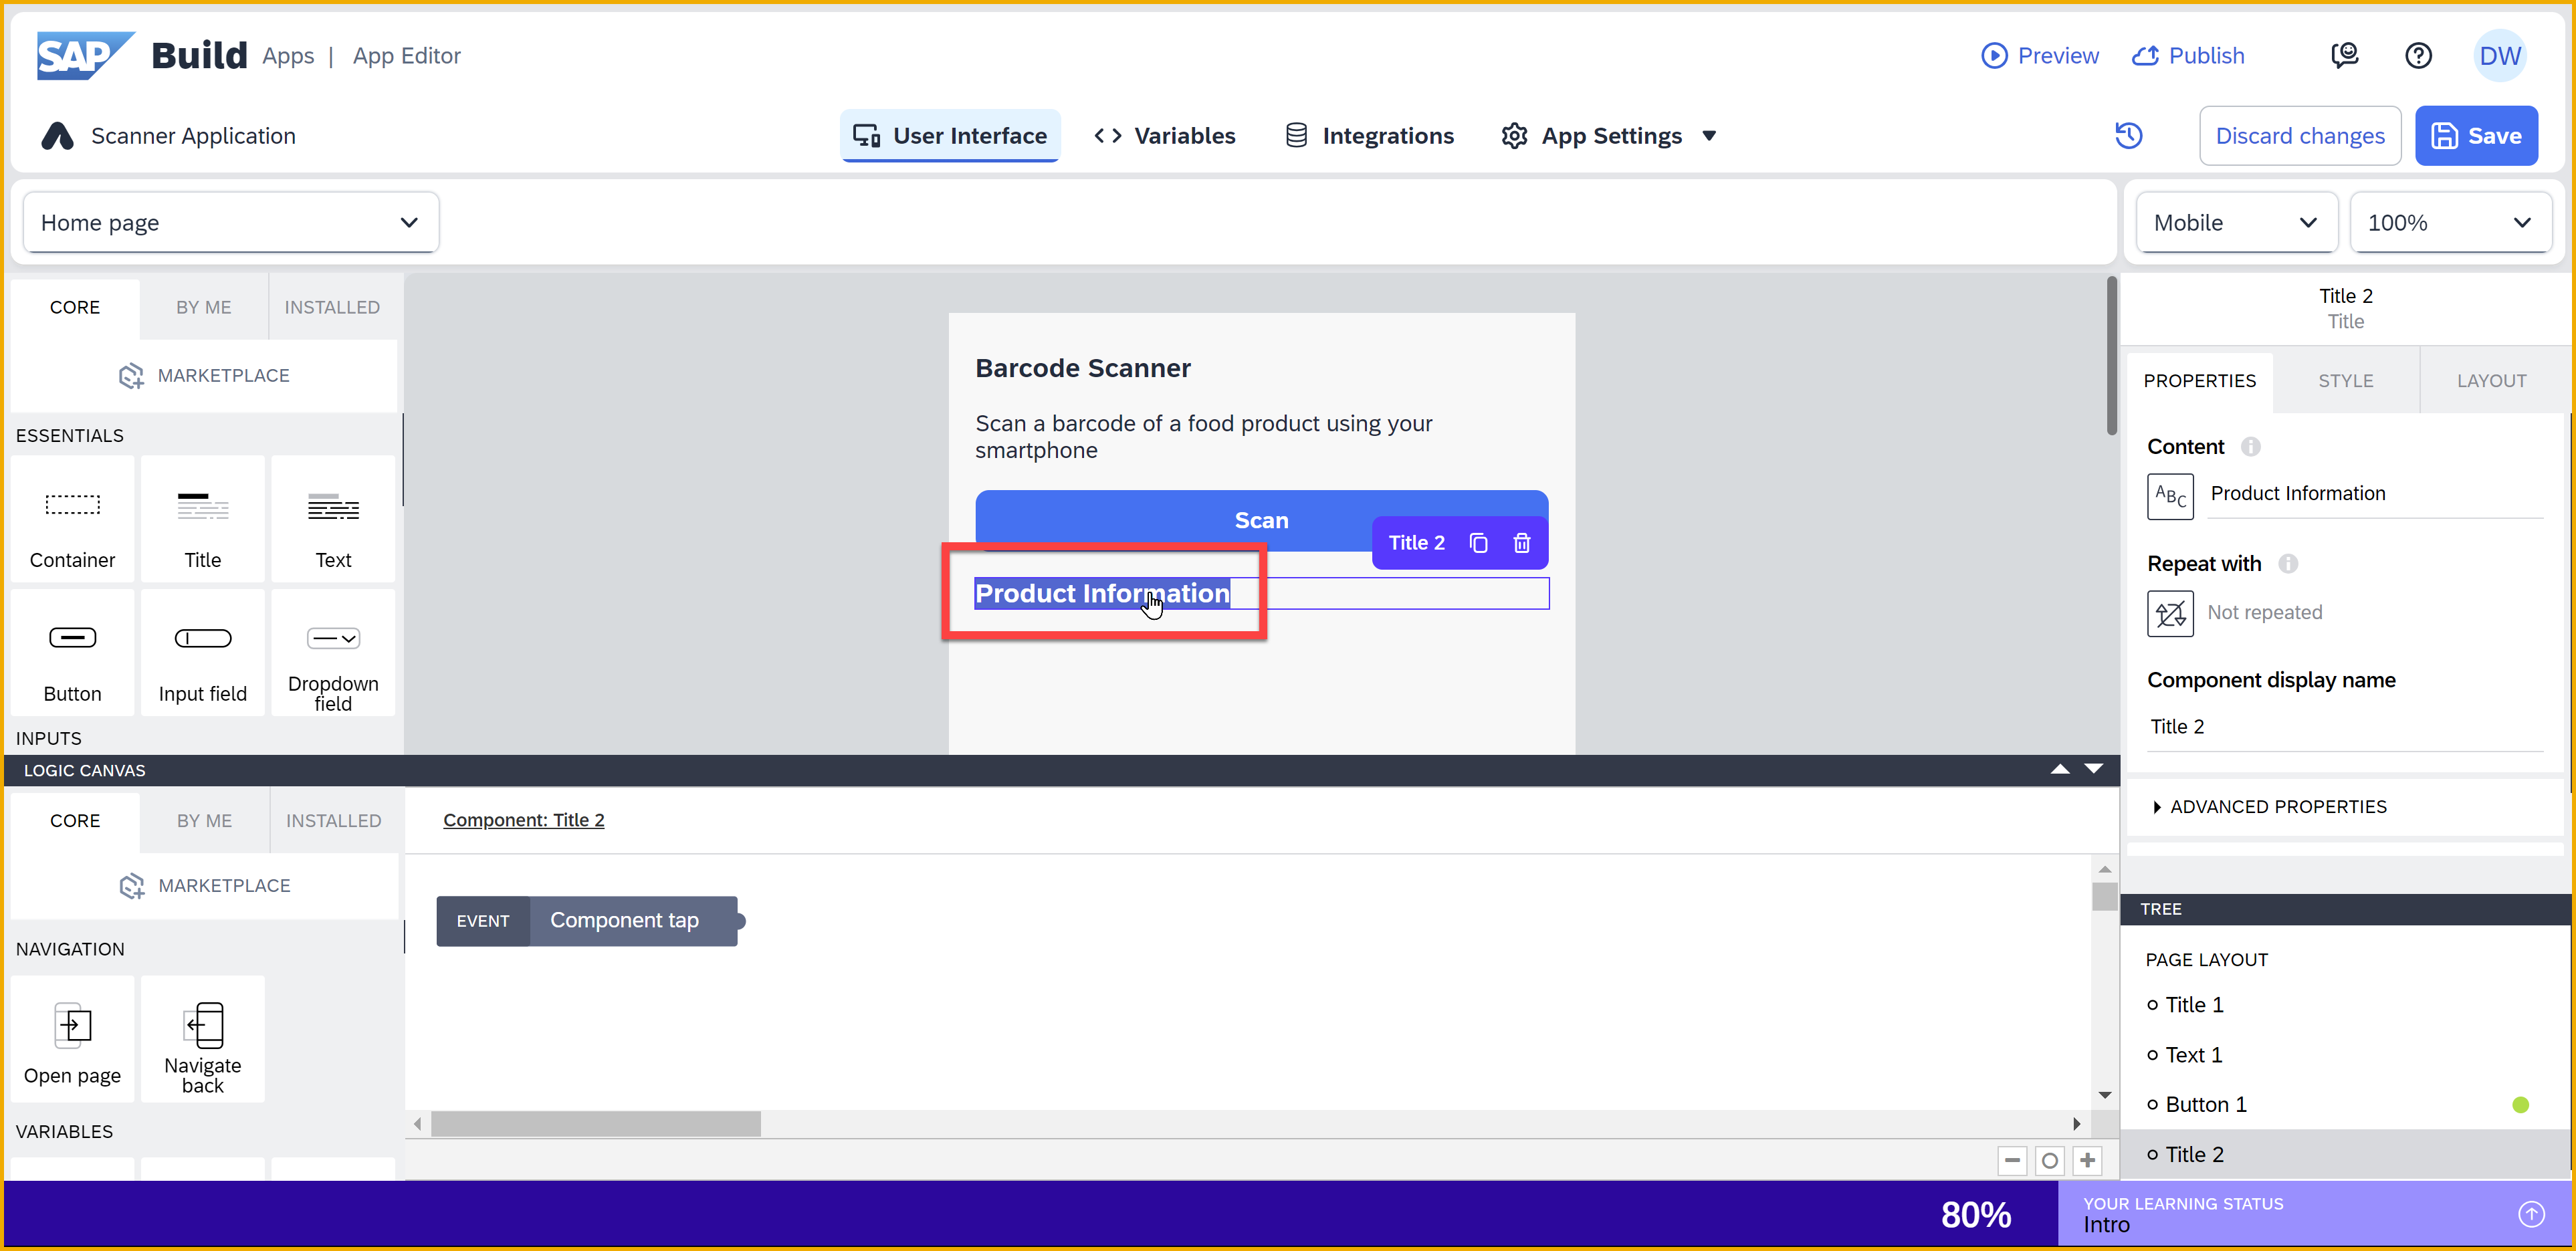 SAP Build Apps | App Editor
Preview
Publish
DW
Scanner Application
User Interface
Variables
Integrations
App Settings
Discard changes
Save
Home page
Mobile
100%
CORE
BY ME
INSTALLED
MARKETPLACE
ESSENTIALS
Container
Title
Text
Button
Input field
Dropdown
field
INPUTS
Barcode Scanner
Scan a barcode of a food product using your
smartphone
Scan
Title 2
Product Information
Title 2
Title
PROPERTIES
STYLE
LAYOUT
Content
ABC
Product Information
Repeat with
Not repeated
Component display name
Title 2
ADVANCED PROPERTIES
LOGIC CANVAS
CORE
BY ME
INSTALLED
MARKETPLACE
NAVIGATION
Open page
Navigate
back
VARIABLES
Component: Title 2
EVENT
Component tap
TREE
PAGE LAYOUT
Title 1
Text 1
Button 1
Title 2
80%
YOUR LEARNING STATUS
Intro